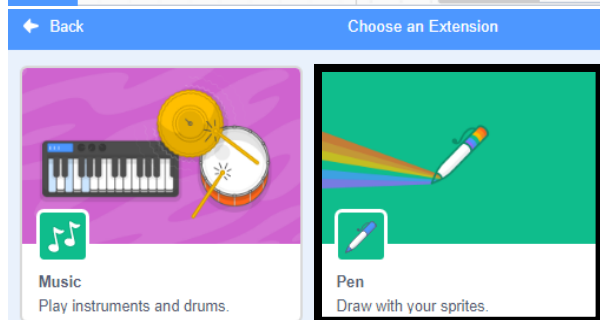 Back
Choose an Extension
Music
Play instruments and drums.
Pen
Draw with your sprites.